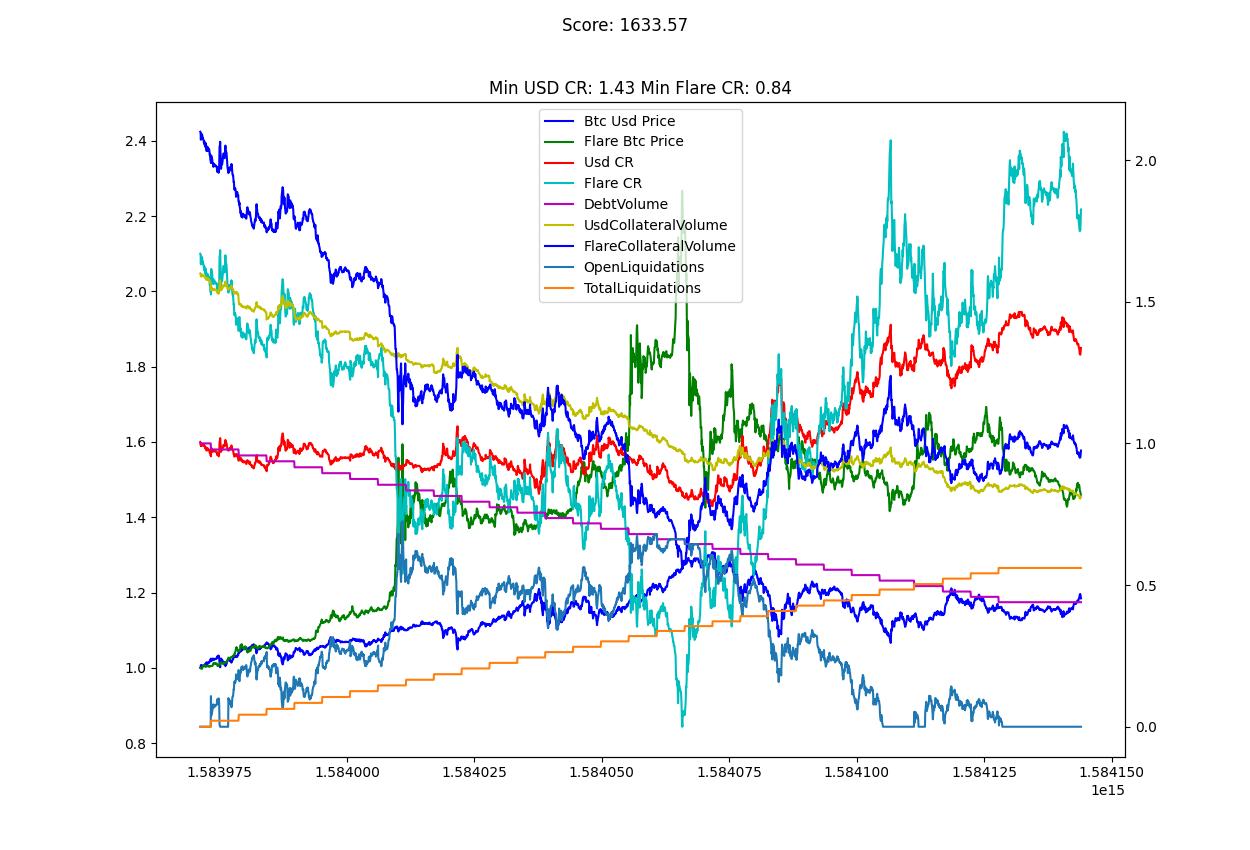 Score: 1633.57
Min USD CR: 1.43 Min Flare CR: 0.84
Btc Usd Price
Flare Btc Price
Usd CR
Flare CR
DebtVolume
UsdCollateralVolume
FlareCollateralVolume
OpenLiquidations
TotalLiquidations
2.4
2.2
2.0
1.8
1.6
1.4
1.2
1.0
0.8
2.0
1.5
1.0
0.5
0.0
1.583975 1.584000 1.584025 1.584050 1.584075 1.584100 1.584125 1.584150
1e15